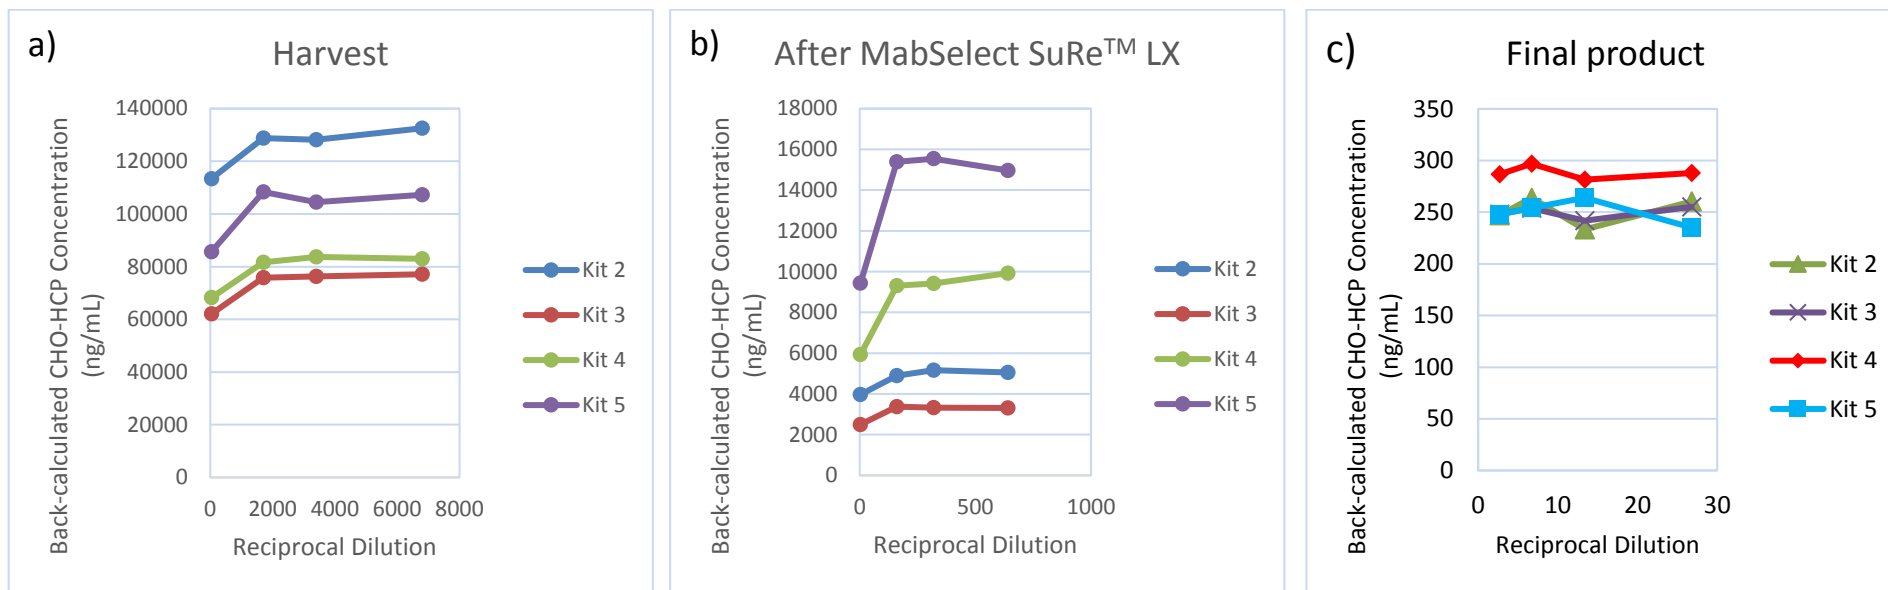 a)
Harvest
Back-calculated CHO-HCP Concentration
(ng/mL)
140000
120000
100000
80000
60000
40000
20000
0
0 2000 4000 6000 8000
Reciprocal Dilution
Kit 2
Kit 3
Kit 4
Kit 5
b)
After MabSelect SuRe™ LX
Back-calculated CHO-HCP Concentration
(ng/mL)
18000
16000
14000
12000
10000
8000
6000
4000
2000
0
0 500 1000
Reciprocal Dilution
Kit 2
Kit 3
Kit 4
Kit 5
c)
Final product
Back-calculated CHO-HCP Concentration
(ng/mL)
350
300
250
200
150
100
50
0
0 10 20 30
Reciprocal Dilution
Kit 2
Kit 3
Kit 4
Kit 5